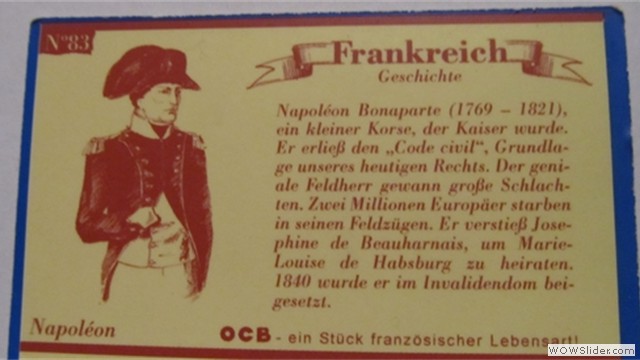 N°83
Frankreich
Geschichte
Napoléon Bonaparte (1769 – 1821),
ein kleiner Korse, der Kaiser wurde.
Er erließ den „Code civil“, Grundla-
ge unseres heutigen Rechts. Der geni-
ale Feldherr gewann große Schlach-
ten. Zwei Millionen Europäer starben
in seinen Feldzügen. Er verstieß Jose-
phine de Beauharnais, um Marie-
Louise de Habsburg zu heiraten.
1840 wurde er im Invalidendom bei-
gesetzt.
Napoléon
OCB - ein Stück französischer Lebensart!
WOWSlider.com